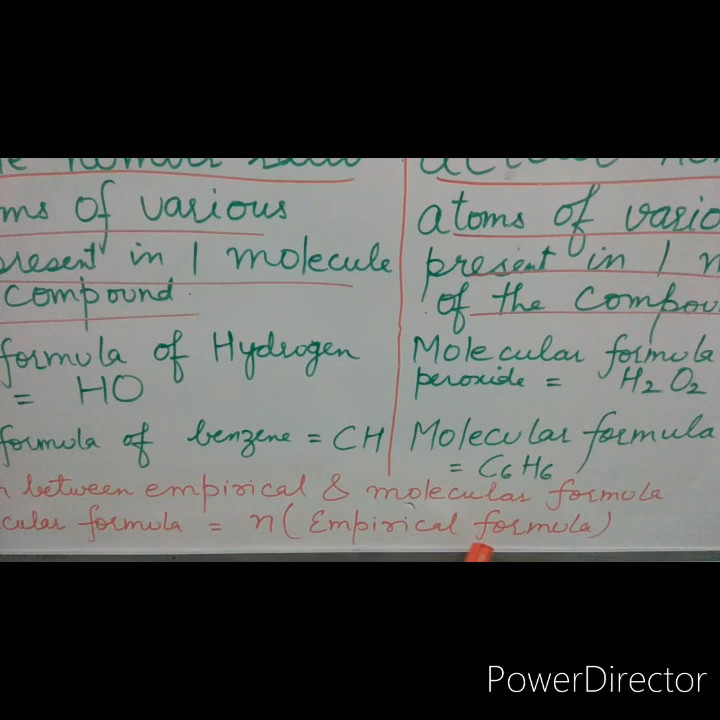 ms of various
present in 1 molecule
compound.
formula of Hydrogen
= HO
formula of benzene = CH
atoms of vario
present in 1 m
of the compou
Molecular formula
peroxide = H2O2
Molecular formula
= C6H6
n between empirical & molecular formula
cular formula = n( Empirical formula)
PowerDirector